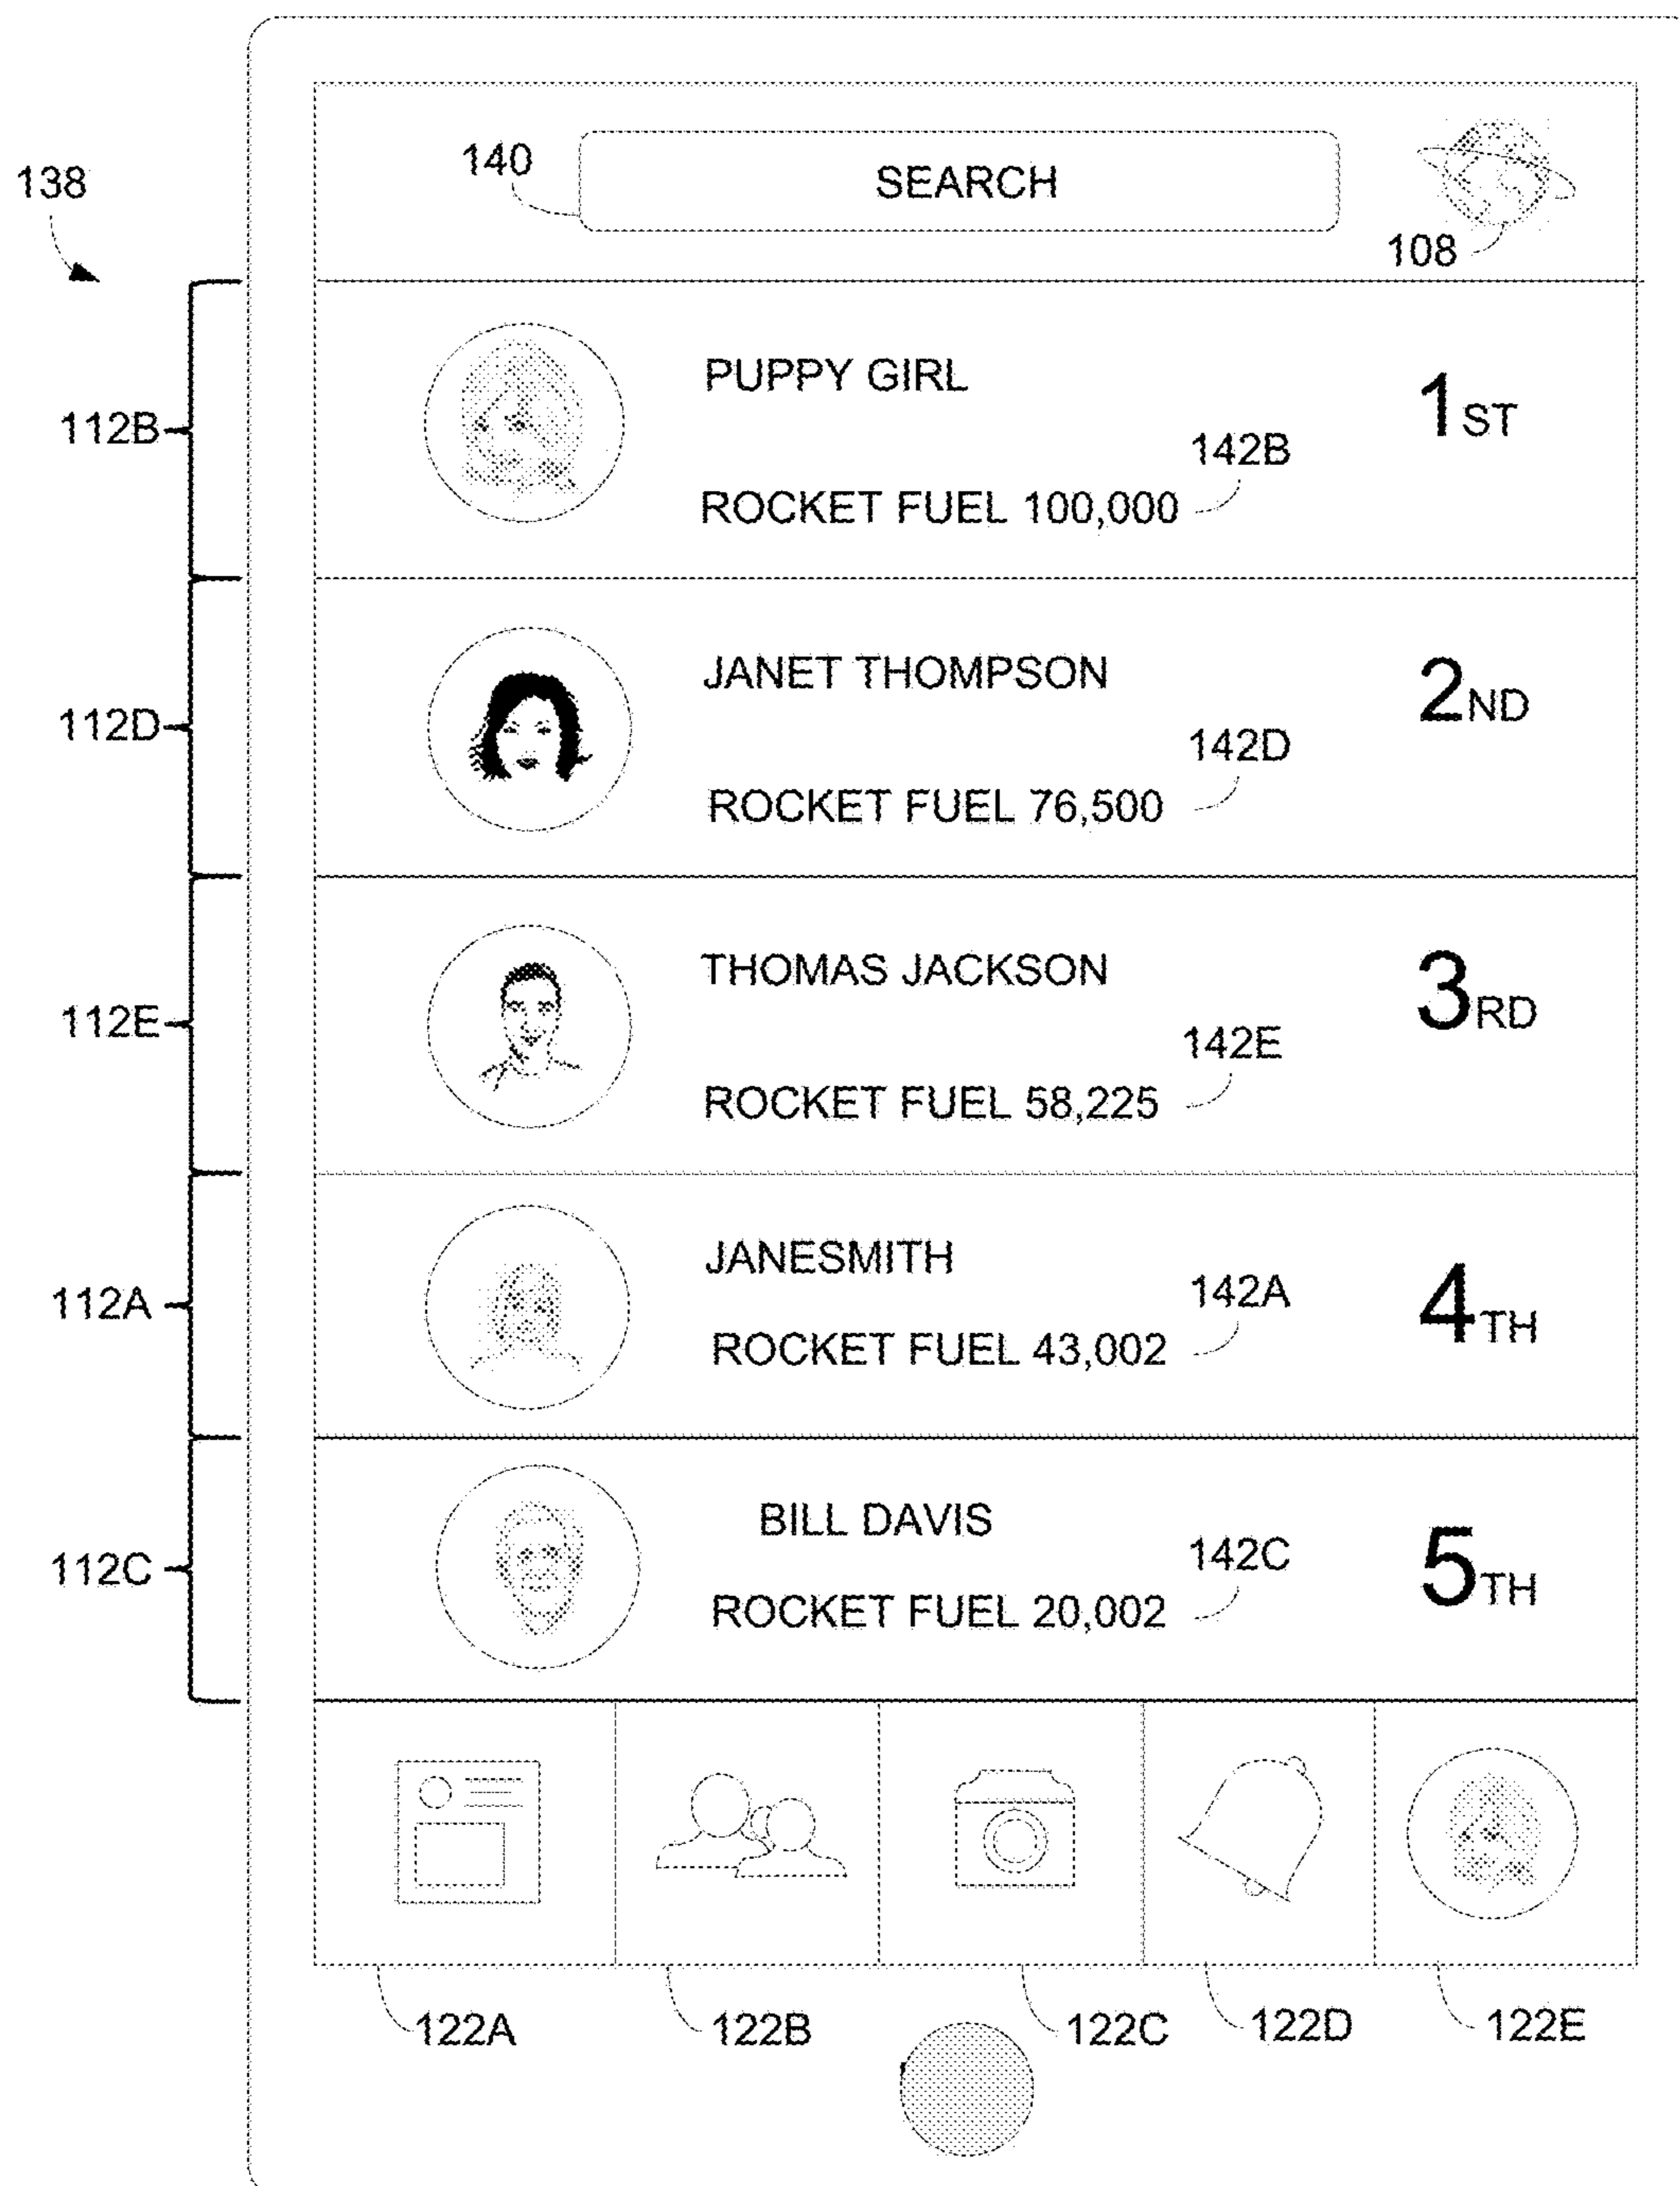 140
SEARCH
138
108
PUPPY GIRL
1ST
112B
142B
ROCKET FUEL 100,000
JANET THOMPSON
2ND
112D
142D
ROCKET FUEL 76,500
THOMAS JACKSON
3RD
112E
142E
ROCKET FUEL 58,225
JANESMITH
4TH
112A
142A
ROCKET FUEL 43,002
BILL DAVIS
5TH
112C
142C
ROCKET FUEL 20,002
122A
122B
122C
122D
122E